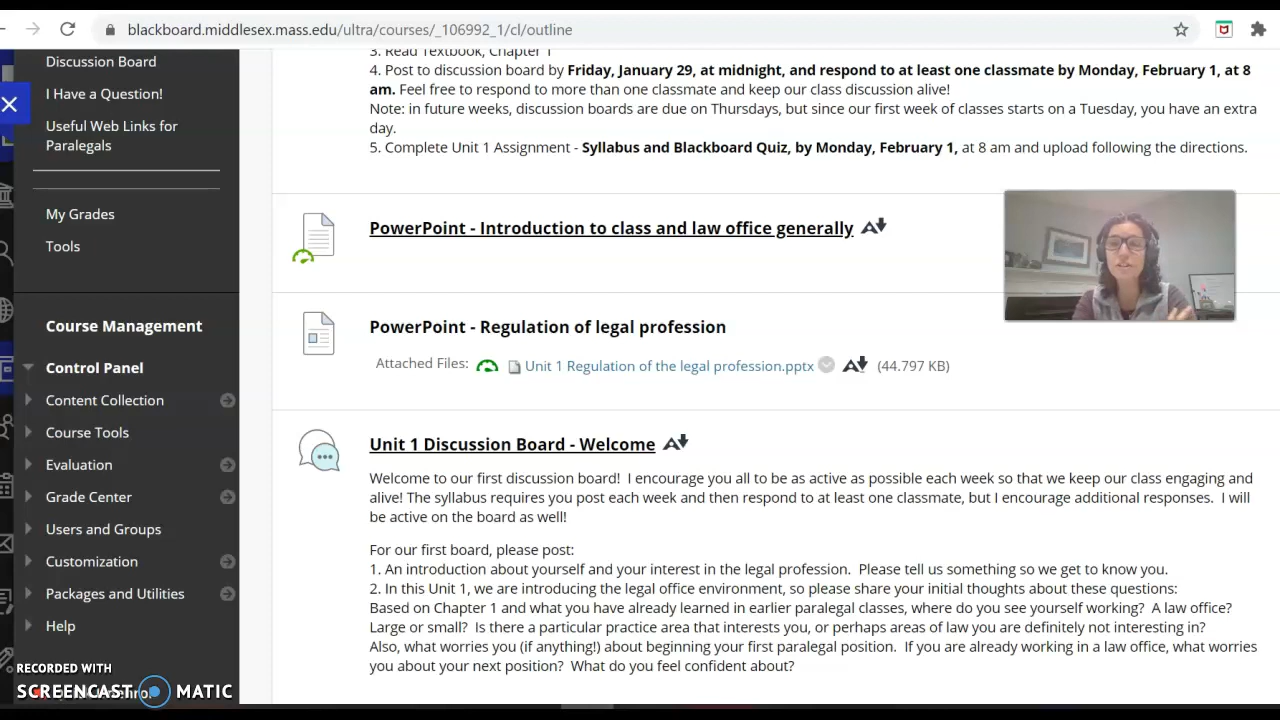 blackboard.middlesex.mass.edu/ultra/courses/_106992_1/cl/outline
Discussion Board
I Have a Question!
Useful Web Links for
Paralegals
My Grades
Tools
Course Management
Control Panel
Content Collection
Course Tools
Evaluation
Grade Center
Users and Groups
Customization
Packages and Utilities
Help
RECORDED WITH
SCREENCAST MATIC
3. Read Textbook, Chapter 1
4. Post to discussion board by Friday, January 29, at midnight, and respond to at least one classmate by Monday, February 1, at 8
am. Feel free to respond to more than one classmate and keep our class discussion alive!
Note: in future weeks, discussion boards are due on Thursdays, but since our first week of classes starts on a Tuesday, you have an extra
day.
5. Complete Unit 1 Assignment - Syllabus and Blackboard Quiz, by Monday, February 1, at 8 am and upload following the directions.
PowerPoint - Introduction to class and law office generally
PowerPoint - Regulation of legal profession
Attached Files: Unit 1 Regulation of the legal profession.pptx (44.797 KB)
Unit 1 Discussion Board - Welcome
Welcome to our first discussion board! I encourage you all to be as active as possible each week so that we keep our class engaging and
alive! The syllabus requires you post each week and then respond to at least one classmate, but I encourage additional responses. I will
be active on the board as well!
For our first board, please post:
1. An introduction about yourself and your interest in the legal profession. Please tell us something so we get to know you.
2. In this Unit 1, we are introducing the legal office environment, so please share your initial thoughts about these questions:
Based on Chapter 1 and what you have already learned in earlier paralegal classes, where do you see yourself working? A law office?
Large or small? Is there a particular practice area that interests you, or perhaps areas of law you are definitely not interesting in?
Also, what worries you (if anything!) about beginning your first paralegal position. If you are already working in a law office, what worries
you about your next position? What do you feel confident about?